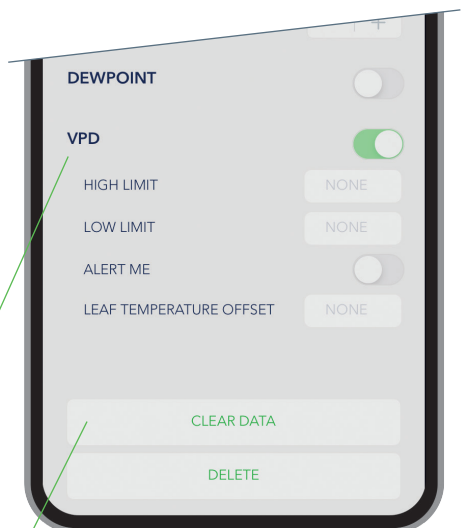 +
DEWPOINT
VPD
HIGH LIMIT NONE
LOW LIMIT NONE
ALERT ME
LEAF TEMPERATURE OFFSET NONE
CLEAR DATA
DELETE